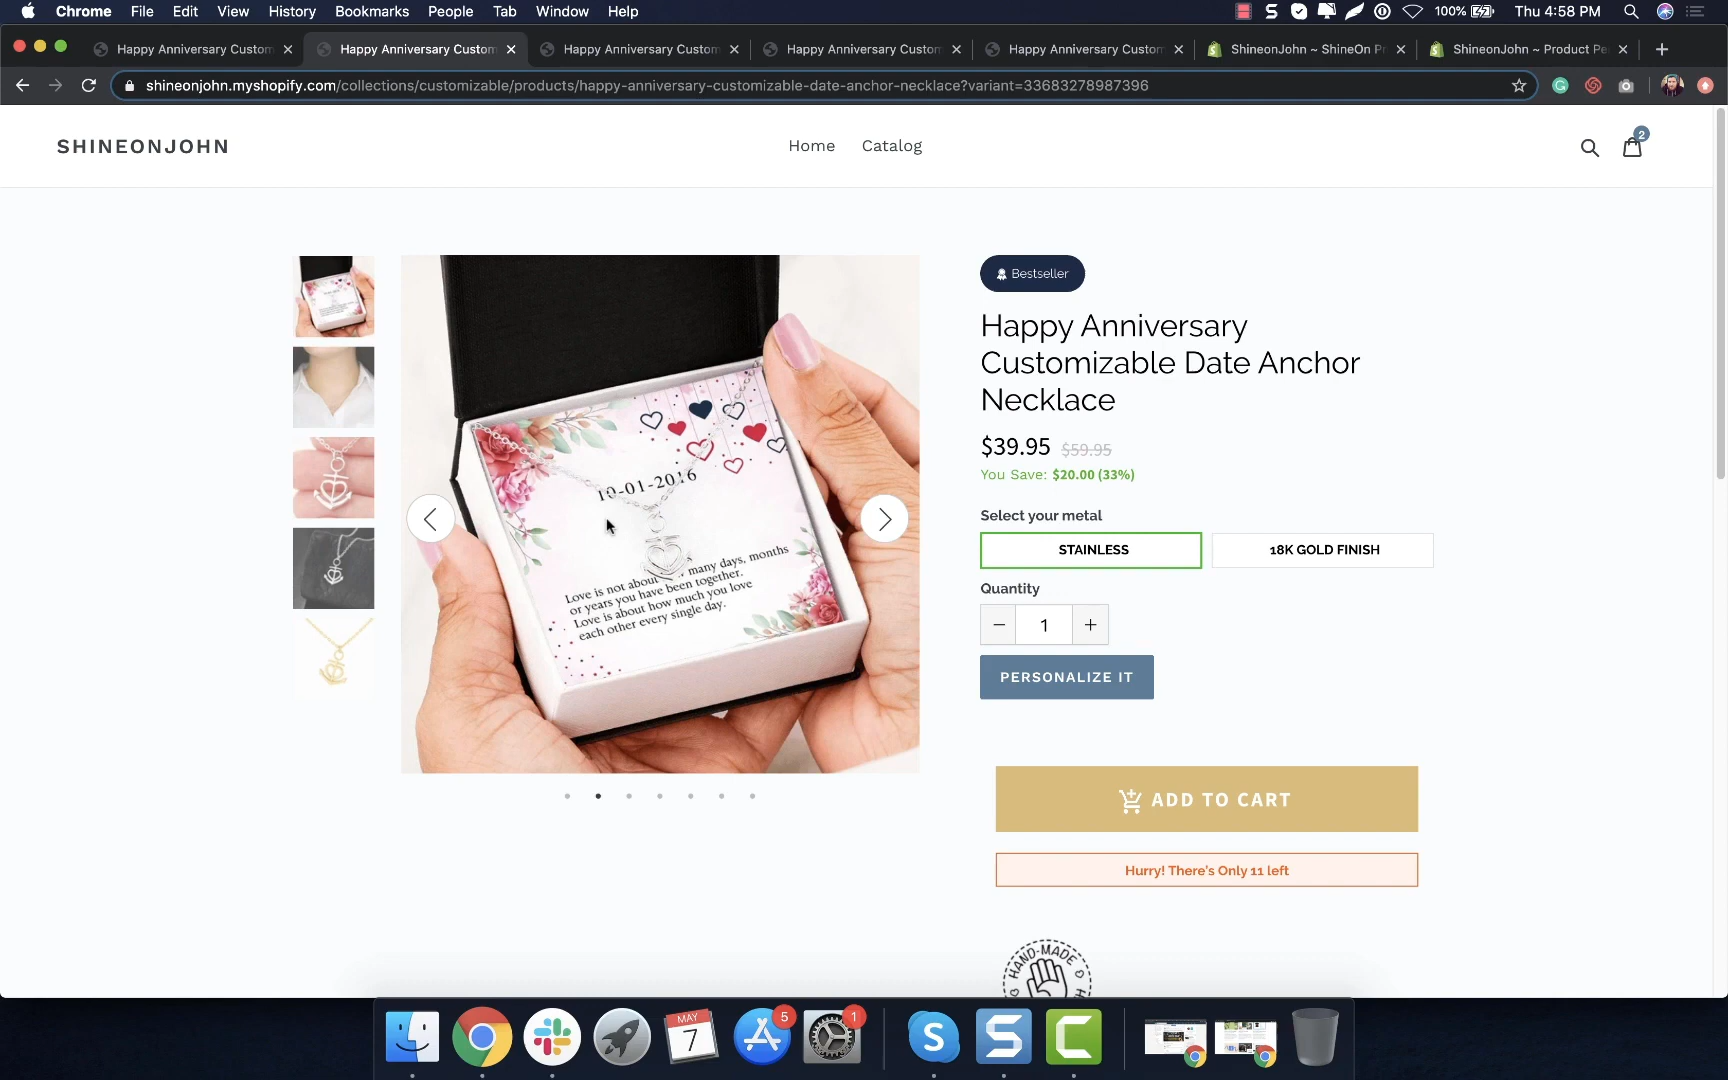 Chrome File Edit View History Bookmarks People Tab Window Help
100% Thu 4:58 PM
Happy Anniversary Custom
Happy Anniversary Custom
Happy Anniversary Custom
Happy Anniversary Custom
Happy Anniversary Custom
ShineonJohn ~ ShineOn Pr
ShineonJohn ~ Product Pe
shineonjohn.myshopify.com/collections/customizable/products/happy-anniversary-customizable-date-anchor-necklace?variant=33683278987396
SHINEONJOHN
Home Catalog
2
Bestseller
Happy Anniversary
Customizable Date Anchor
Necklace
$39.95 $59.95
You Save: $20.00 (33%)
Select your metal
STAINLESS 18K GOLD FINISH
Quantity
− 1 +
PERSONALIZE IT
ADD TO CART
Hurry! There's Only 11 left
HAND-MADE
10-01-2016
Love is not about many days, months
or years you have been together.
Love is about how much you love
each other every single day.
MAY
7
5
1